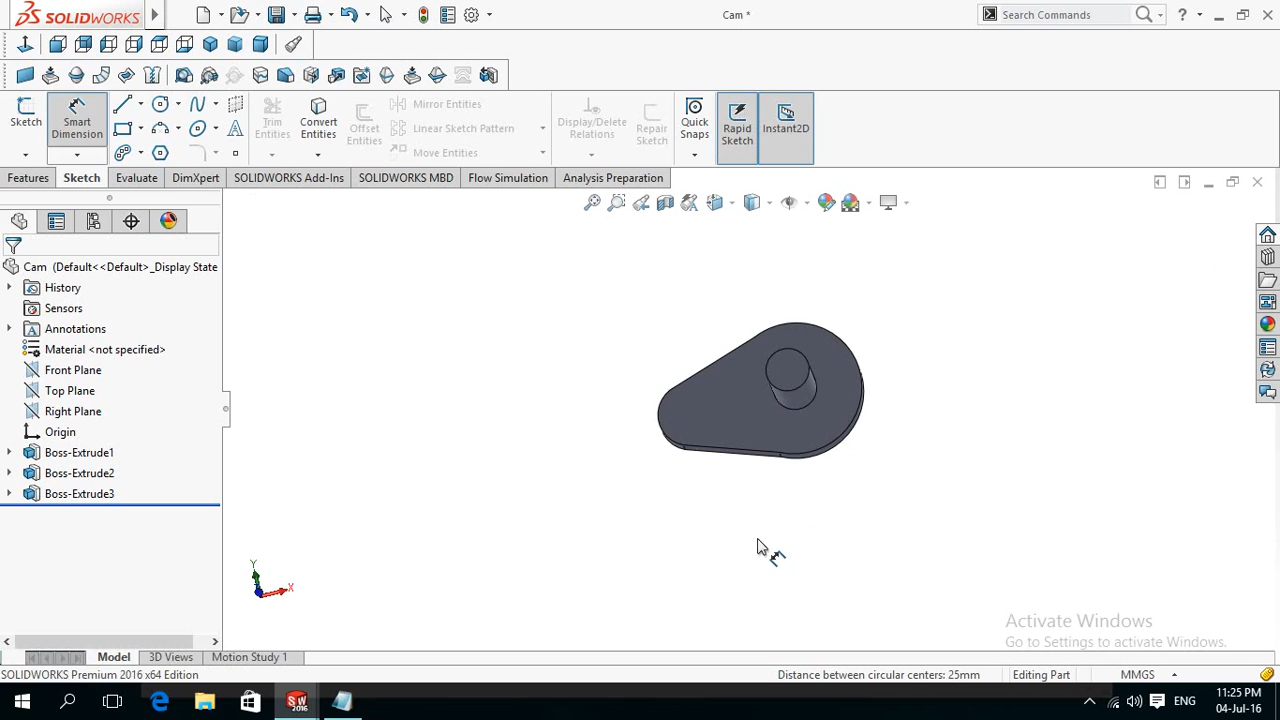 SOLIDWORKS
Cam *
Search Commands
Sketch
Smart Dimension
Trim Entities
Convert Entities
Offset Entities
Mirror Entities
Linear Sketch Pattern
Move Entities
Display/Delete Relations
Repair Sketch
Quick Snaps
Rapid Sketch
Instant2D
Features
Sketch
Evaluate
DimXpert
SOLIDWORKS Add-Ins
SOLIDWORKS MBD
Flow Simulation
Analysis Preparation
Cam (Default<<Default>_Display State
History
Sensors
Annotations
Material <not specified>
Front Plane
Top Plane
Right Plane
Origin
Boss-Extrude1
Boss-Extrude2
Boss-Extrude3
Y
X
Activate Windows
Go to Settings to activate Windows.
Model
3D Views
Motion Study 1
SOLIDWORKS Premium 2016 x64 Edition
Distance between circular centers: 25mm
Editing Part
MMGS
SW
2016
ENG
11:25 PM
04-Jul-16